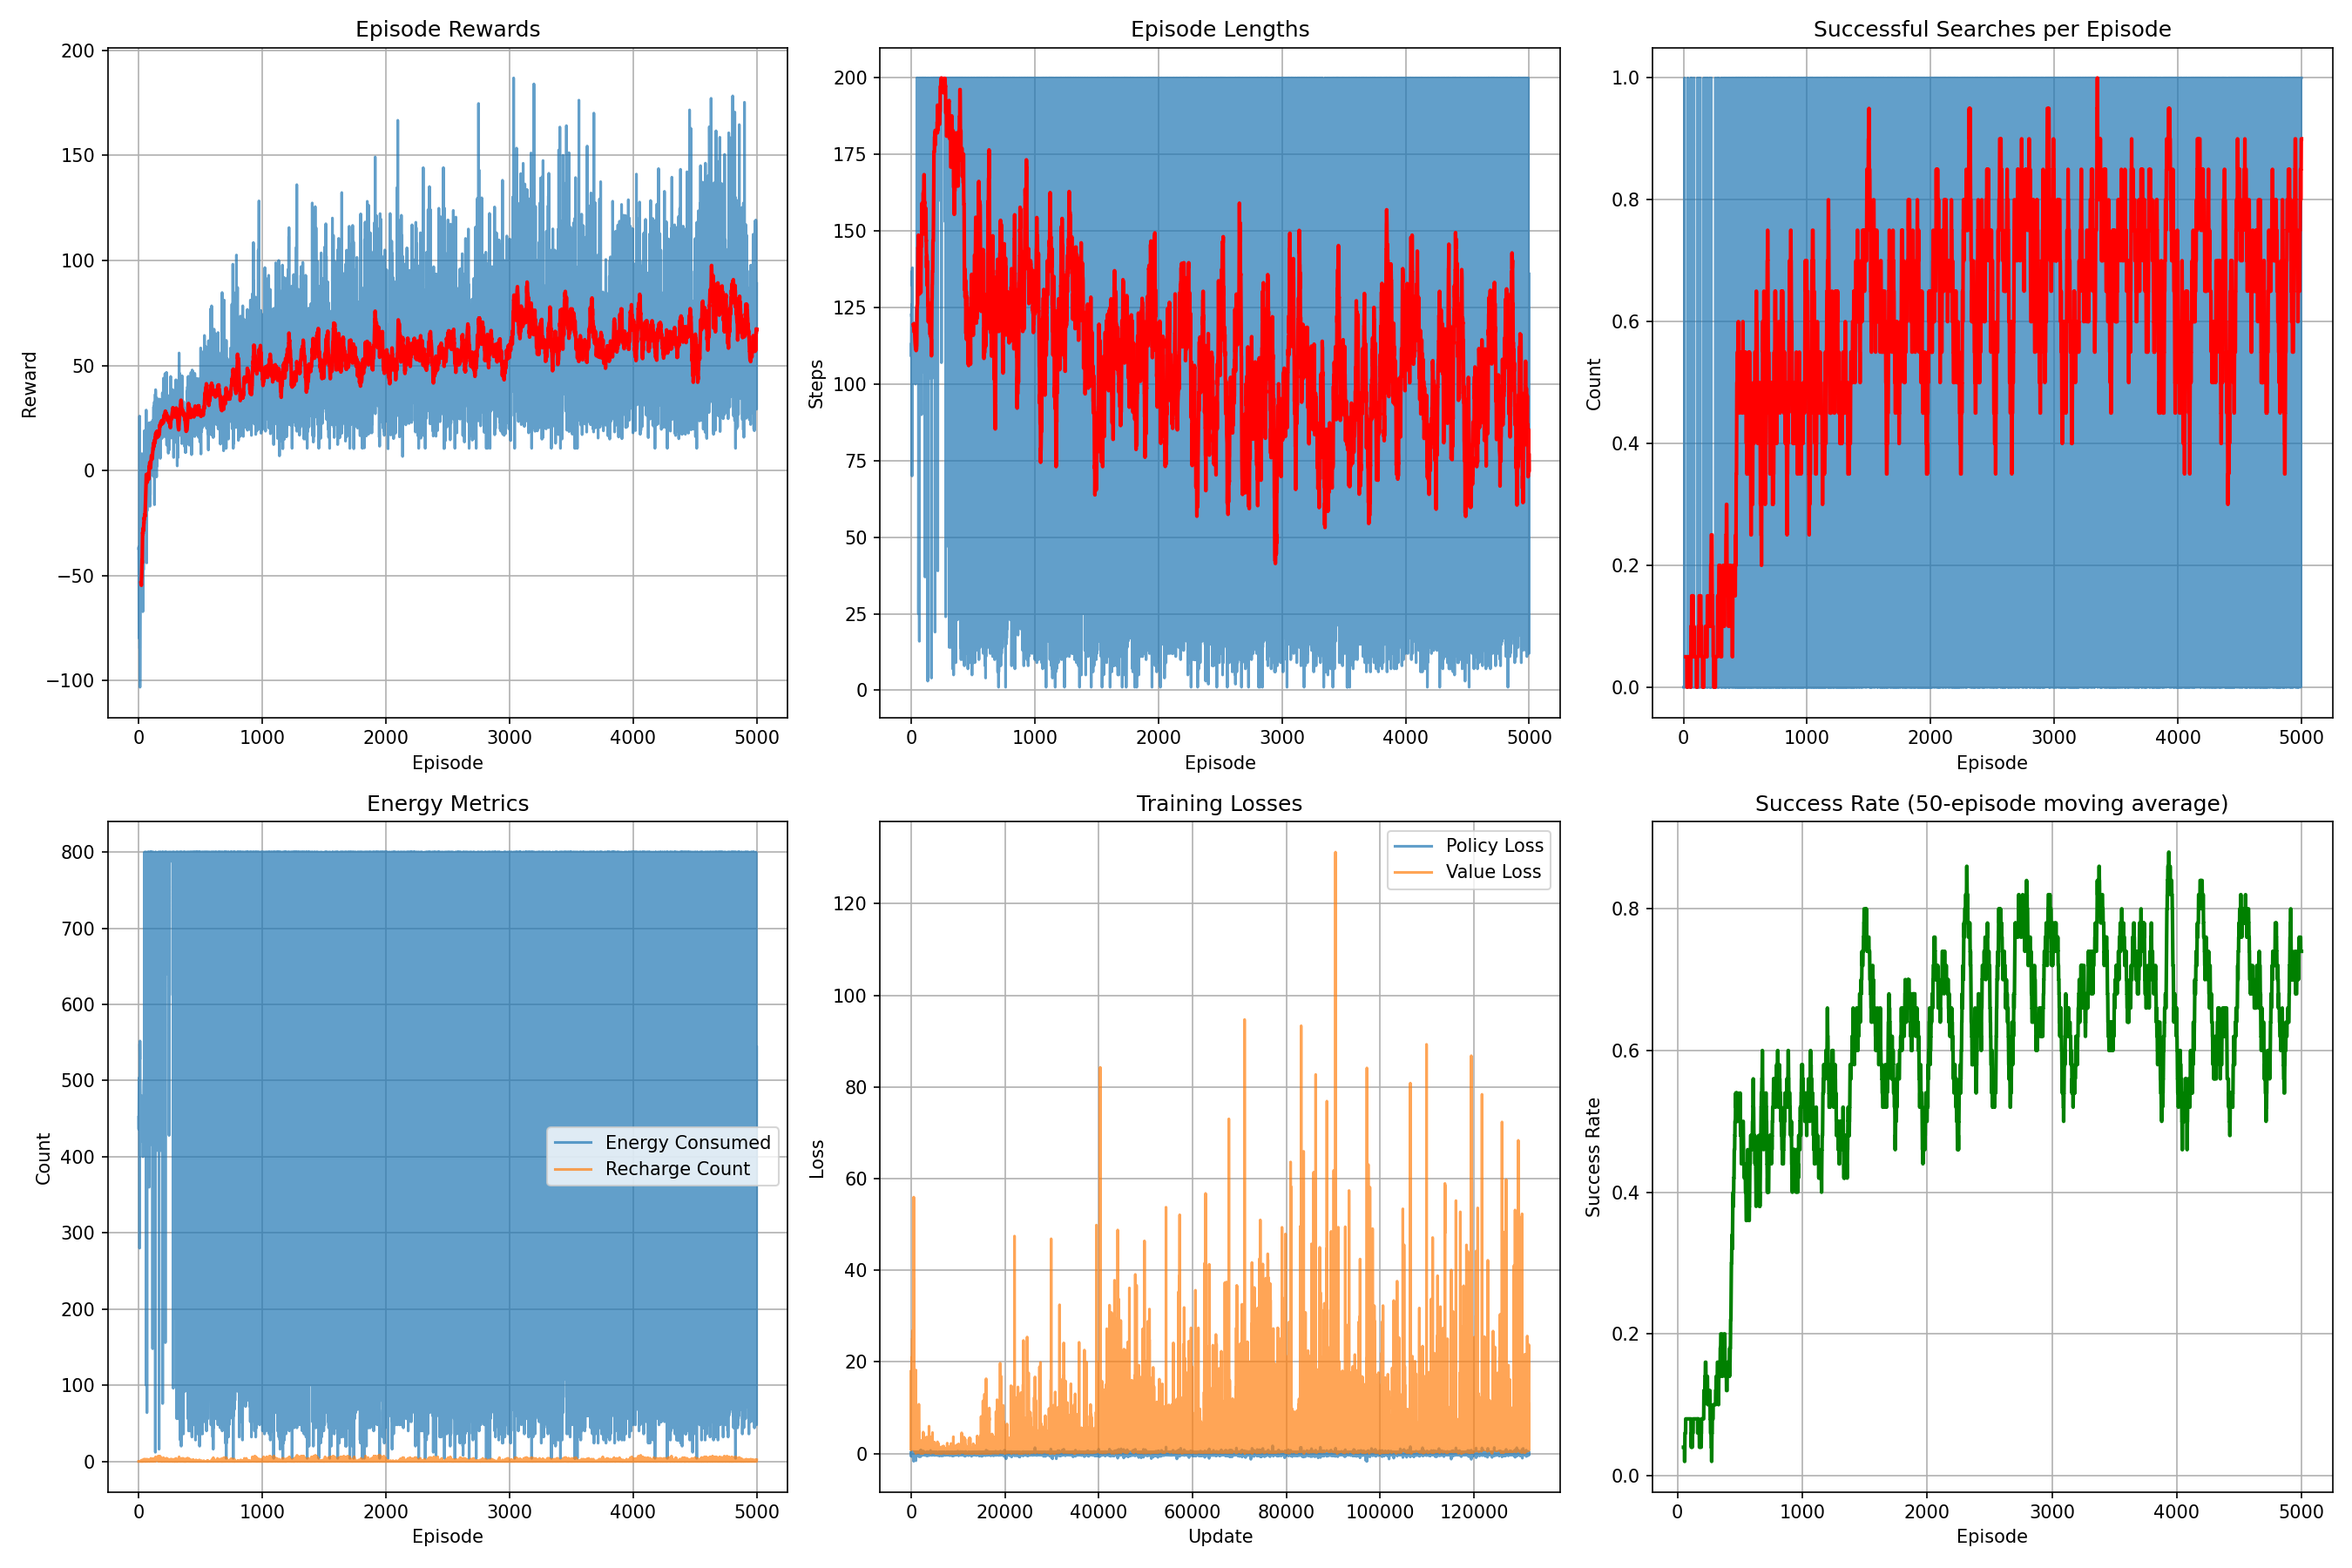 Episode Rewards
200
150
100
50
0
−50
−100
Reward
0 1000 2000 3000 4000 5000
Episode
Episode Lengths
200
175
150
125
100
75
50
25
0
Steps
0 1000 2000 3000 4000 5000
Episode
Successful Searches per Episode
1.0
0.8
0.6
0.4
0.2
0.0
Count
0 1000 2000 3000 4000 5000
Episode
Energy Metrics
800
700
600
500
400
300
200
100
0
Count
Energy Consumed
Recharge Count
0 1000 2000 3000 4000 5000
Episode
Training Losses
120
100
80
60
40
20
0
Loss
Policy Loss
Value Loss
0 20000 40000 60000 80000 100000 120000
Update
Success Rate (50-episode moving average)
0.8
0.6
0.4
0.2
0.0
Success Rate
0 1000 2000 3000 4000 5000
Episode